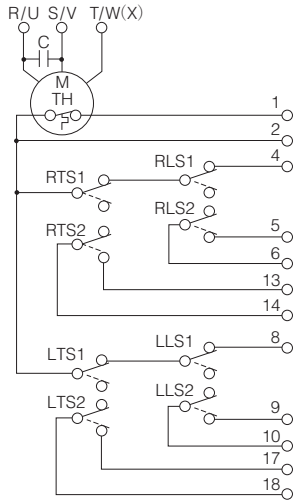 R/U S/V T/W(X)
C
M
TH
1
2
RLS1 4
RTS1
RLS2
RTS2 5
6
13
14
LTS1 LLS1 8
LTS2 LLS2
9
10
17
18